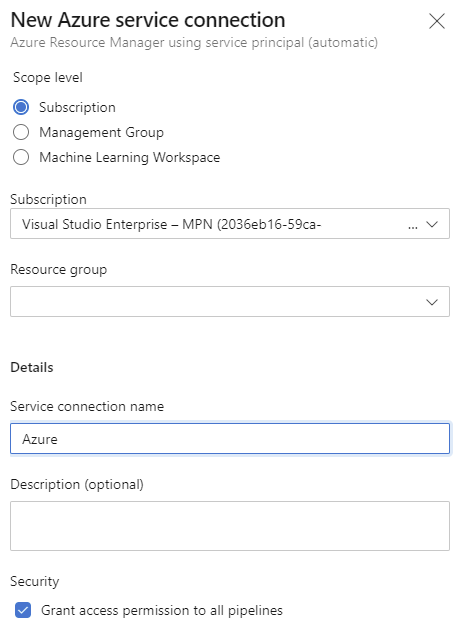 New Azure service connection
Azure Resource Manager using service principal (automatic)
Scope level
Subscription
Management Group
Machine Learning Workspace
Subscription
Visual Studio Enterprise – MPN (2036eb16-59ca- ...
Resource group
Details
Service connection name
Azure
Description (optional)
Security
Grant access permission to all pipelines